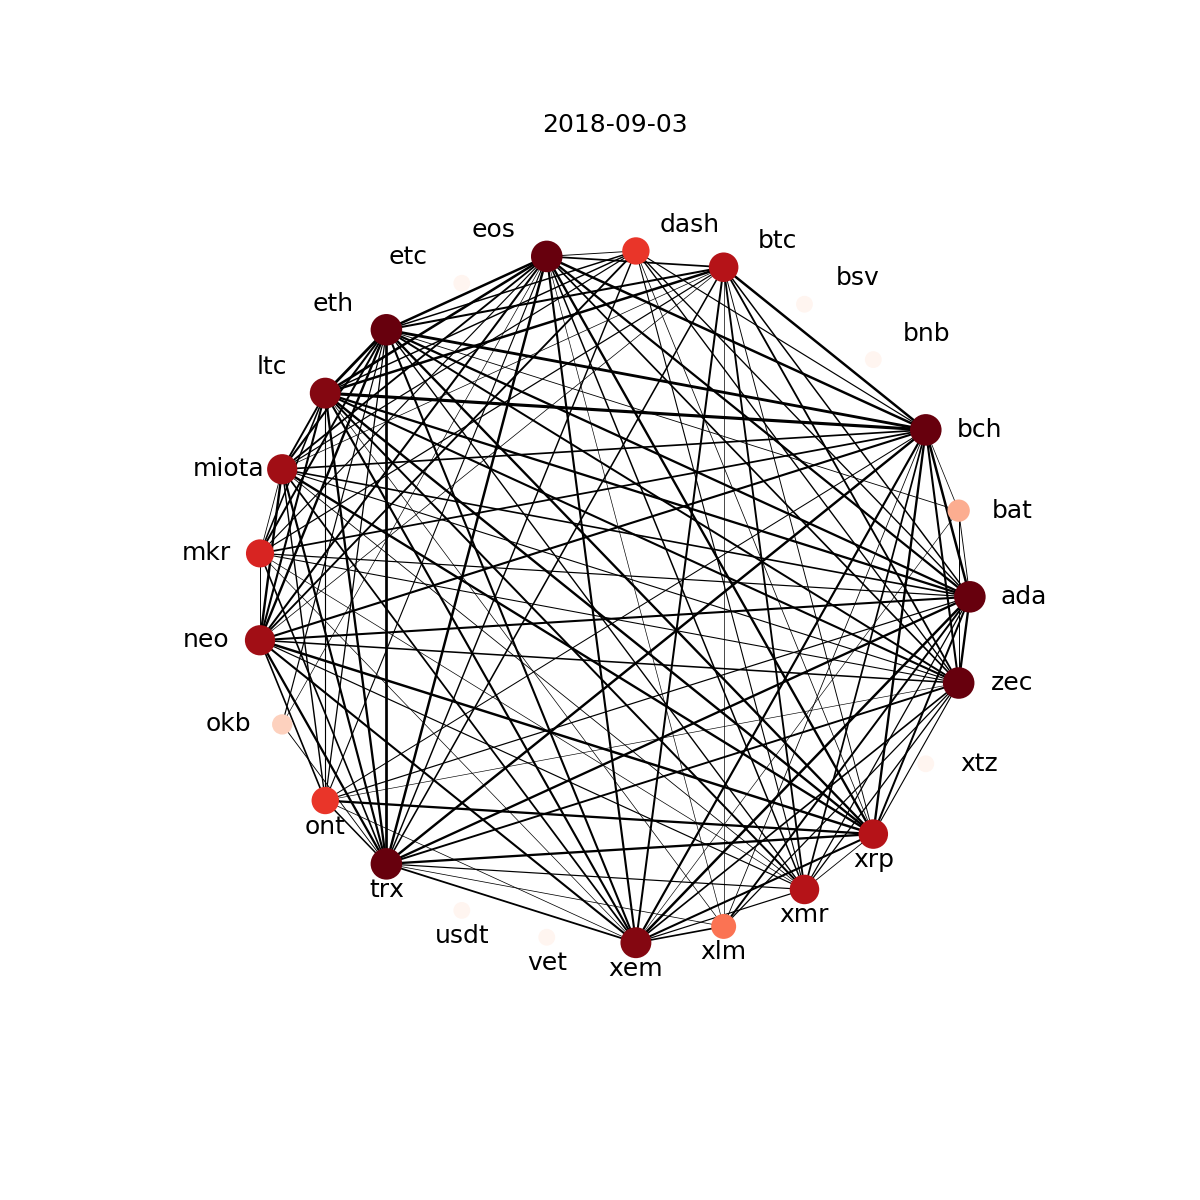 2018-09-03
dash
eos
btc
etc
bsv
eth
bnb
ltc
bch
miota
bat
mkr
ada
neo
zec
okb
xtz
ont
xrp
trx
xmr
usdt
xlm
vet
xem